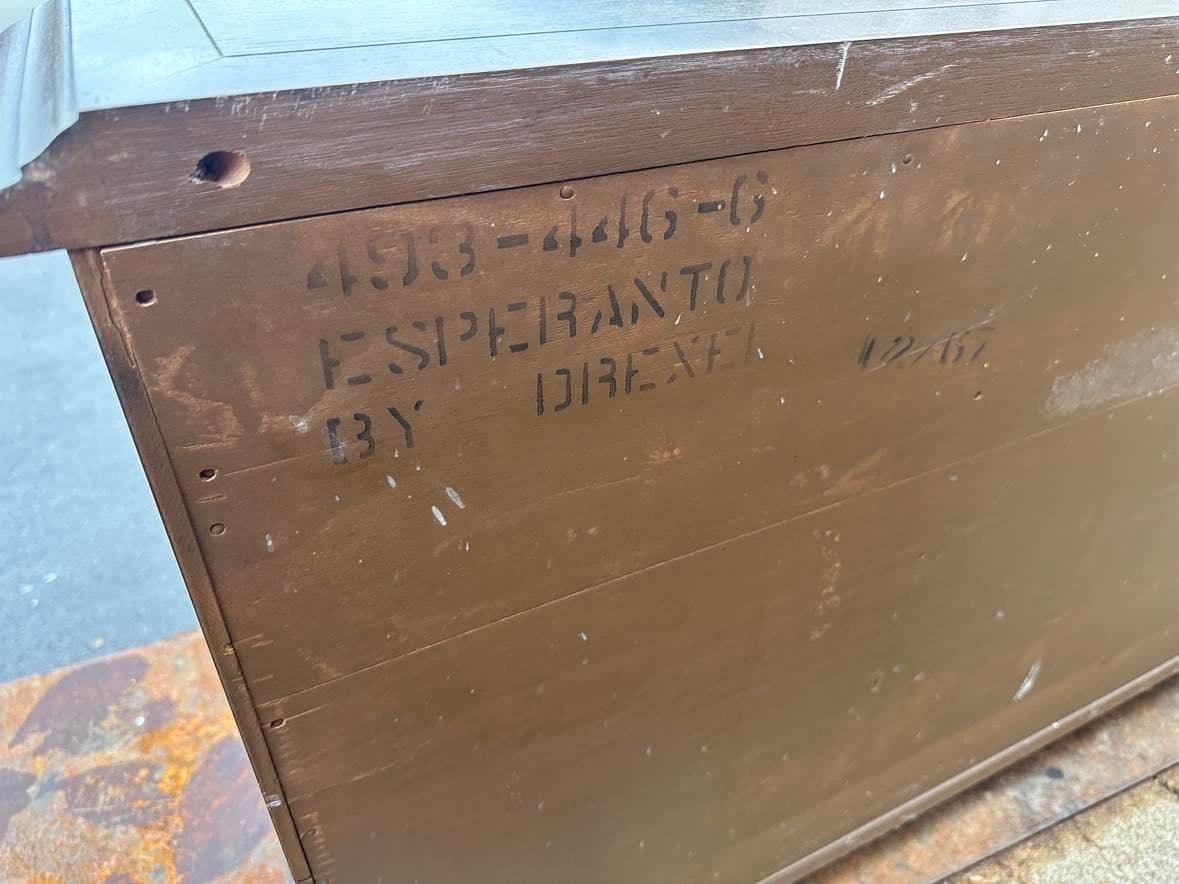 493-446-6
ESPERANTO
BY DREXEL 12/67